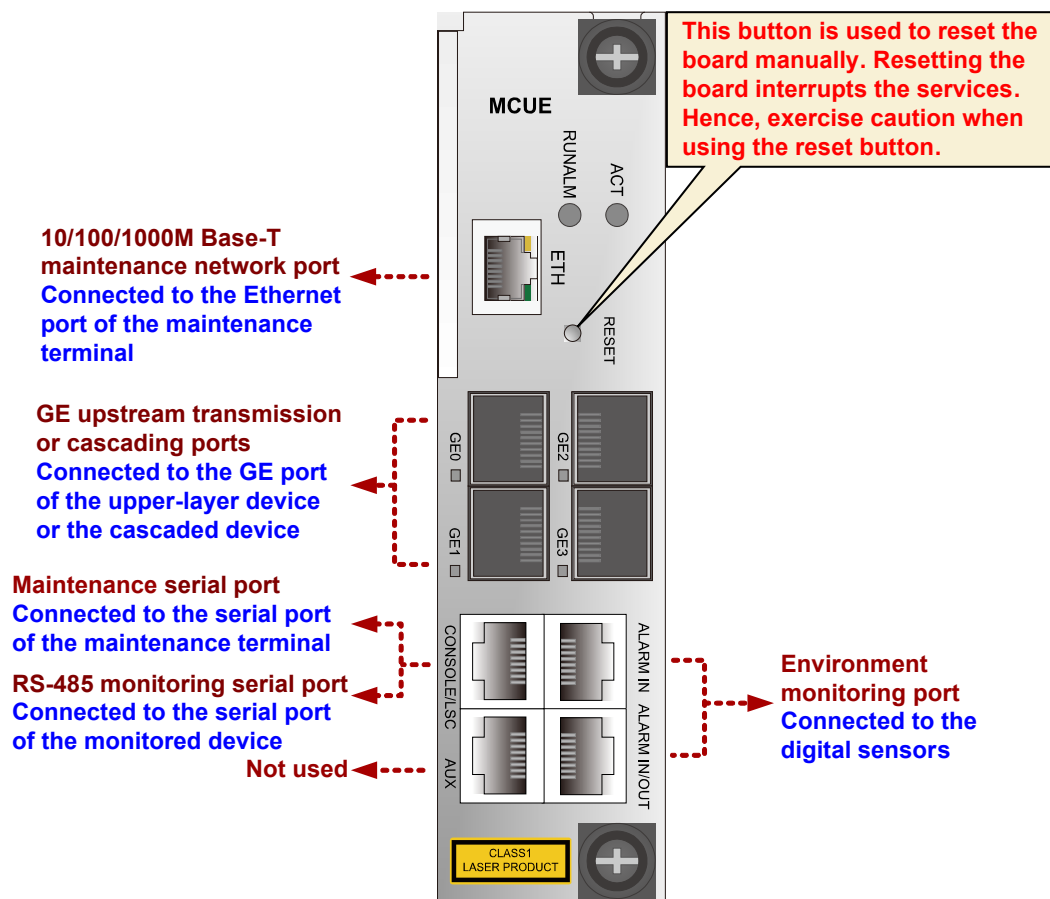 This button is used to reset the
board manually. Resetting the
board interrupts the services.
Hence, exercise caution when
using the reset button.
MCUE
RUNALM
ACT
ETH
RESET
10/100/1000M Base-T
maintenance network port
Connected to the Ethernet
port of the maintenance
terminal
GE upstream transmission
or cascading ports
Connected to the GE port
of the upper-layer device
or the cascaded device
GE0
GE2
GE1
GE3
Maintenance serial port
Connected to the serial port
of the maintenance terminal
RS-485 monitoring serial port
Connected to the serial port
of the monitored device
Not used
CONSOLE/LSC
AUX
ALARM IN
ALARM IN/OUT
Environment
monitoring port
Connected to the
digital sensors
CLASS1
LASER PRODUCT